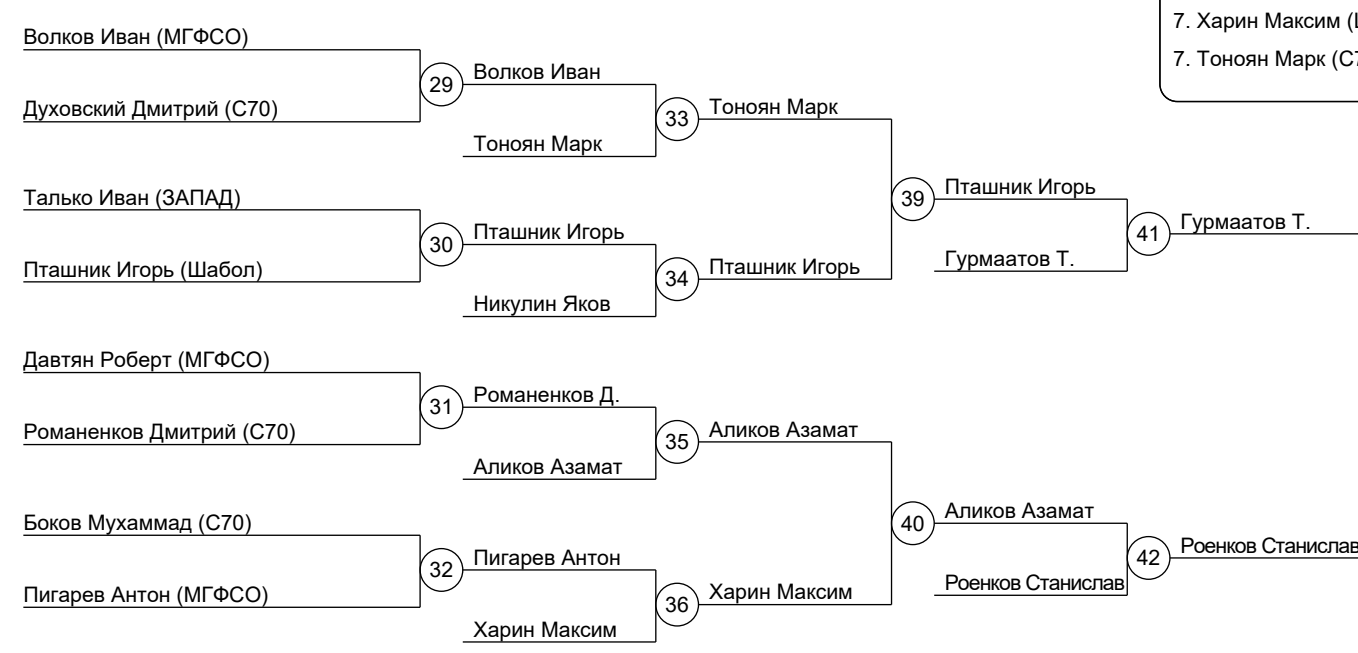 7. Харин Максим (
7. Тоноян Марк (С7
Волков Иван (МГФСО)
Духовский Дмитрий (С70)
29
Волков Иван
Тоноян Марк
33
Тоноян Марк
Талько Иван (ЗАПАД)
Пташник Игорь (Шабол)
30
Пташник Игорь
Никулин Яков
34
Пташник Игорь
39
Пташник Игорь
Гурмаатов Т.
41
Гурмаатов Т.
Давтян Роберт (МГФСО)
Романенков Дмитрий (С70)
31
Романенков Д.
Аликов Азамат
35
Аликов Азамат
Боков Мухаммад (С70)
Пигарев Антон (МГФСО)
32
Пигарев Антон
Харин Максим
36
Харин Максим
40
Аликов Азамат
Роенков Станислав
42
Роенков Станислав